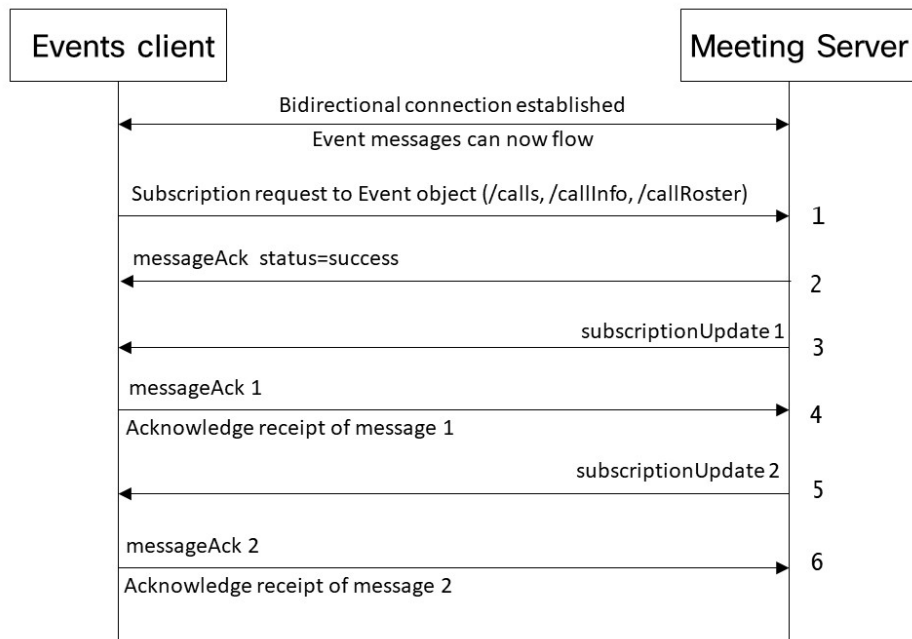 Events client
Meeting Server
Bidirectional connection established
Event messages can now flow
Subscription request to Event object (/calls, /callInfo, /callRoster)
1
messageAck status=success
2
subscriptionUpdate 1
3
messageAck 1
4
Acknowledge receipt of message 1
subscriptionUpdate 2
5
messageAck 2
6
Acknowledge receipt of message 2